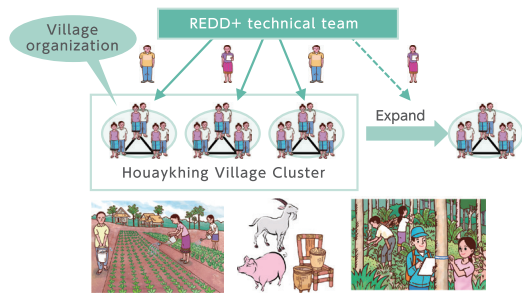 REDD+ technical team
Village
organization
Expand
Houaykhing Village Cluster